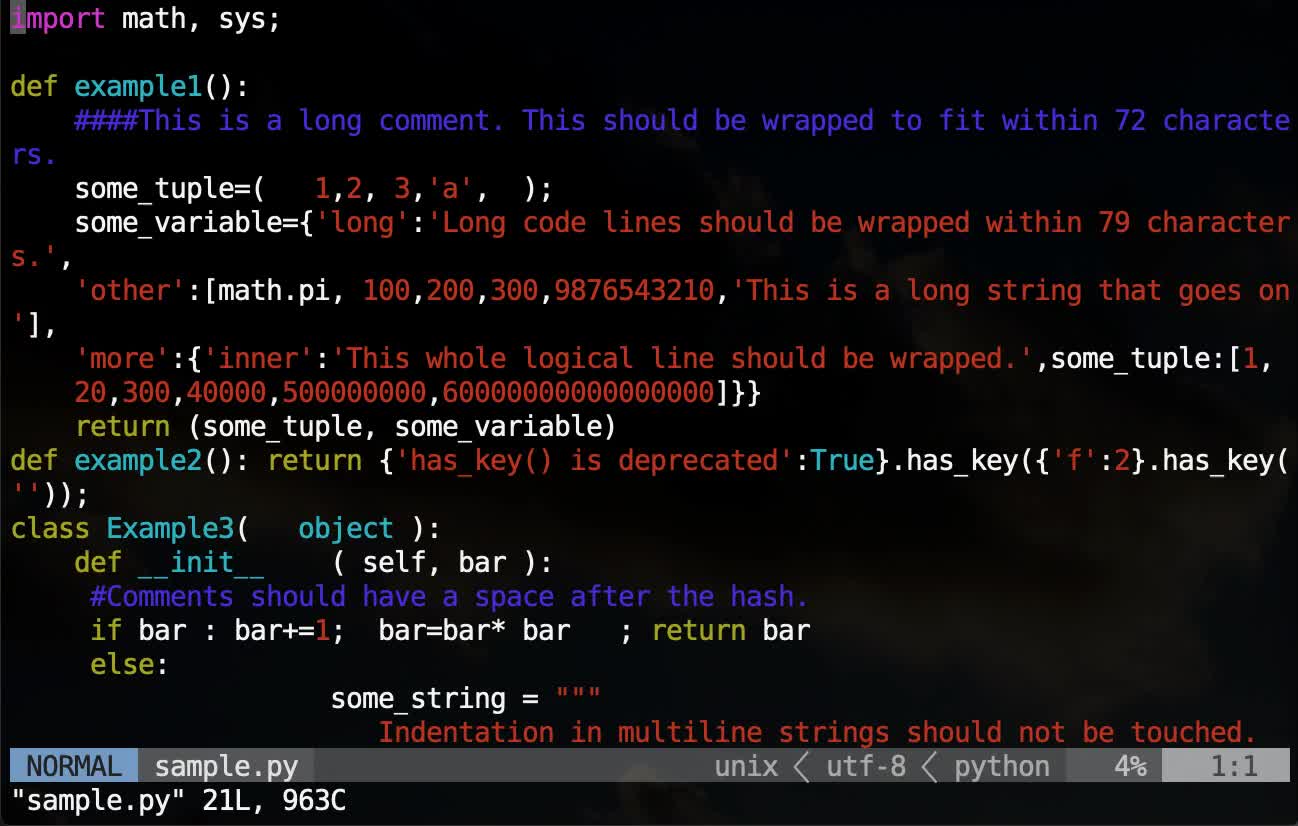 import math, sys;
def example1():
    ####This is a long comment. This should be wrapped to fit within 72 characte
rs.
    some_tuple=(   1,2, 3,'a',  );
    some_variable={'long':'Long code lines should be wrapped within 79 character
s.',
    'other':[math.pi, 100,200,300,9876543210,'This is a long string that goes on
'],
    'more':{'inner':'This whole logical line should be wrapped.',some_tuple:[1,
    20,300,40000,500000000,60000000000000000]}}
    return (some_tuple, some_variable)
def example2(): return {'has_key() is deprecated':True}.has_key({'f':2}.has_key(
''));
class Example3(   object ):
    def __init__    ( self, bar ):
     #Comments should have a space after the hash.
     if bar : bar+=1;  bar=bar* bar   ; return bar
     else:
                    some_string = """
                       Indentation in multiline strings should not be touched.
NORMAL sample.py unix < utf-8 < python 4% 1:1
"sample.py" 21L, 963C